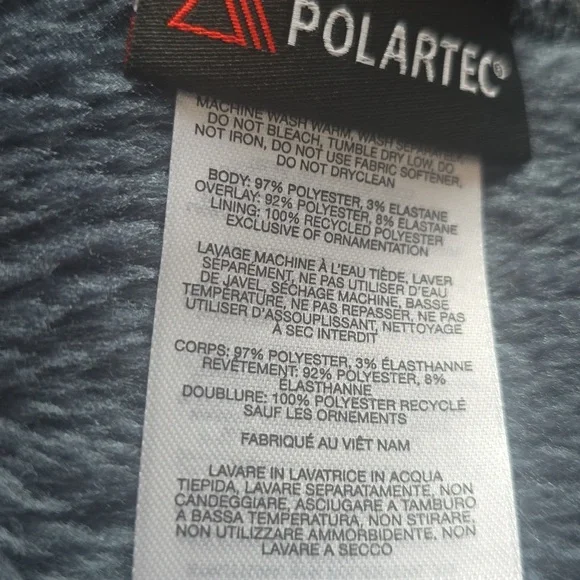 POLARTEC®
MACHINE WASH WARM, WASH SEPARATELY,
DO NOT BLEACH, TUMBLE DRY LOW, DO
NOT IRON, DO NOT USE FABRIC SOFTENER,
DO NOT DRYCLEAN
BODY: 97% POLYESTER, 3% ELASTANE
OVERLAY: 92% POLYESTER, 8% ELASTANE
LINING: 100% RECYCLED POLYESTER
EXCLUSIVE OF ORNAMENTATION
LAVAGE MACHINE À L'EAU TIÈDE, LAVER
SÉPARÉMENT, NE PAS UTILISER D'EAU
DE JAVEL, SÉCHAGE MACHINE, BASSE
TEMPÉRATURE, NE PAS REPASSER, NE PAS
UTILISER D'ASSOUPLISSANT, NETTOYAGE
À SEC INTERDIT
CORPS: 97% POLYESTER, 3% ÉLASTHANNE
REVÊTEMENT: 92% POLYESTER, 8%
ÉLASTHANNE
DOUBLURE: 100% POLYESTER RECYCLÉ
SAUF LES ORNEMENTS
FABRIQUÉ AU VIÊT NAM
LAVARE IN LAVATRICE IN ACQUA
TIEPIDA, LAVARE SEPARATAMENTE, NON
CANDEGGIARE, ASCIUGARE A TAMBURO
A BASSA TEMPERATURA, NON STIRARE,
NON UTILIZZARE AMMORBIDENTE, NON
LAVARE A SECCO